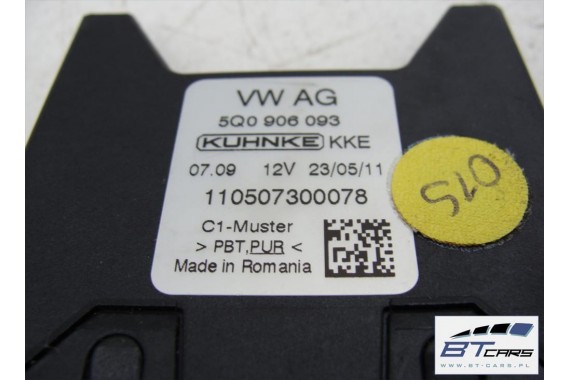 VW AG
5Q0 906 093
KUHNKE KKE
07.09 12V 23/05/11
110507300078
C1-Muster
> PBT,PUR <
Made in Romania
510
BT CARS
WWW.BT-CARS.PL